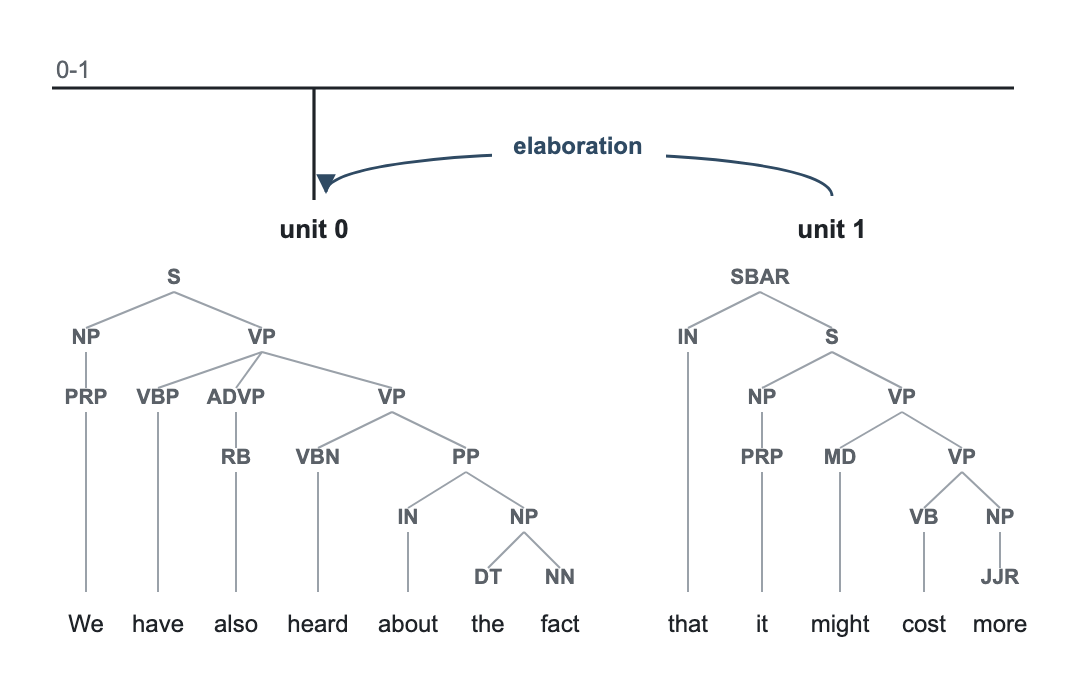 0-1
elaboration
unit 0 unit 1
S SBAR
NP VP IN S
PRP VBP ADVP VP NP VP
RB VBN PP PRP MD VP
IN NP VB NP
DT NN JJR
We have also heard about the fact that it might cost more